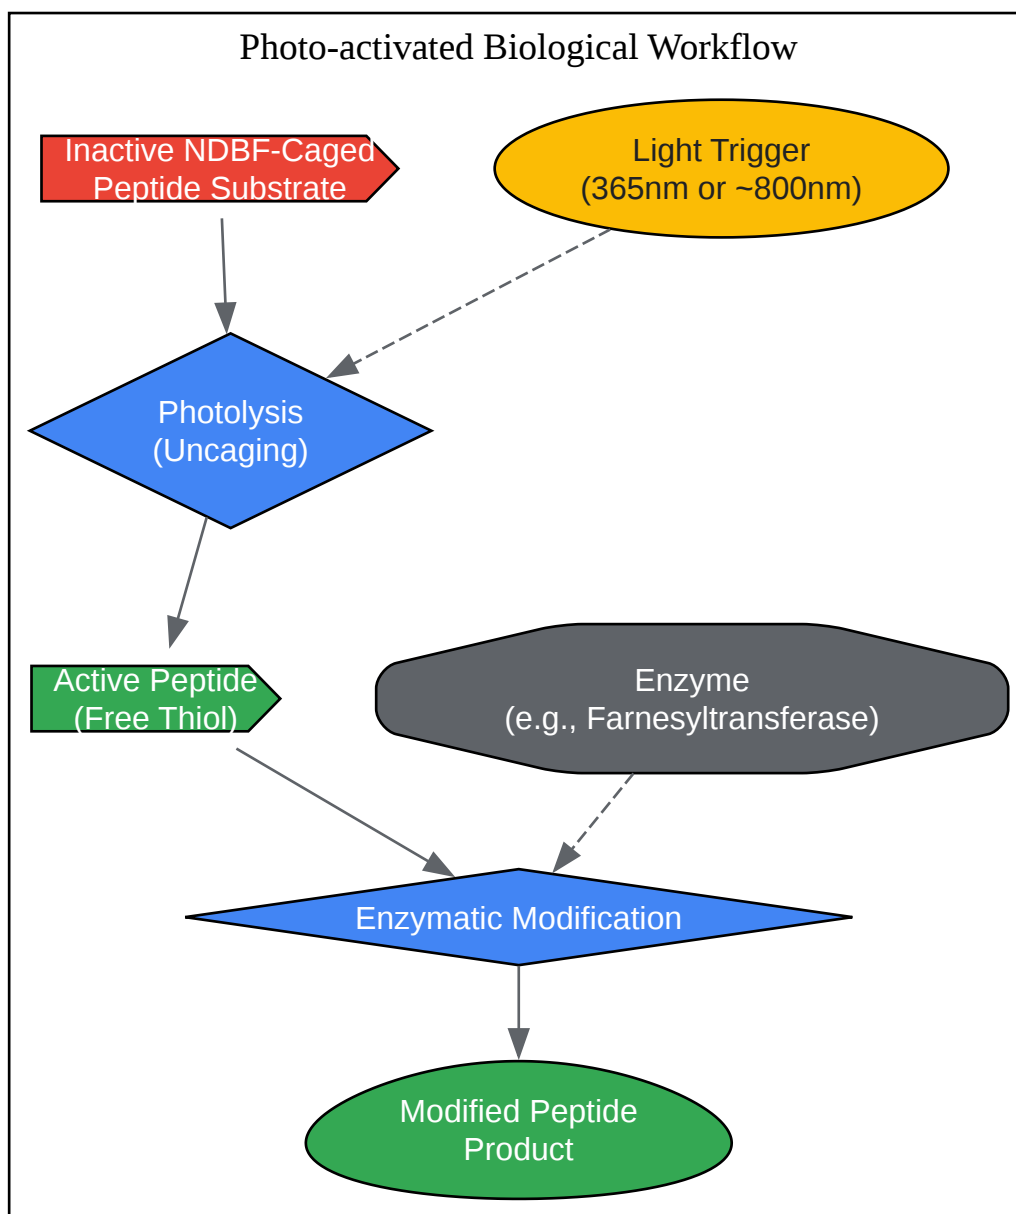 Photo-activated Biological Workflow
Inactive NDBF-Caged
Peptide Substrate
Light Trigger
(365nm or ~800nm)
Photolysis
(Uncaging)
Active Peptide
(Free Thiol)
Enzyme
(e.g., Farnesyltransferase)
Enzymatic Modification
Modified Peptide
Product